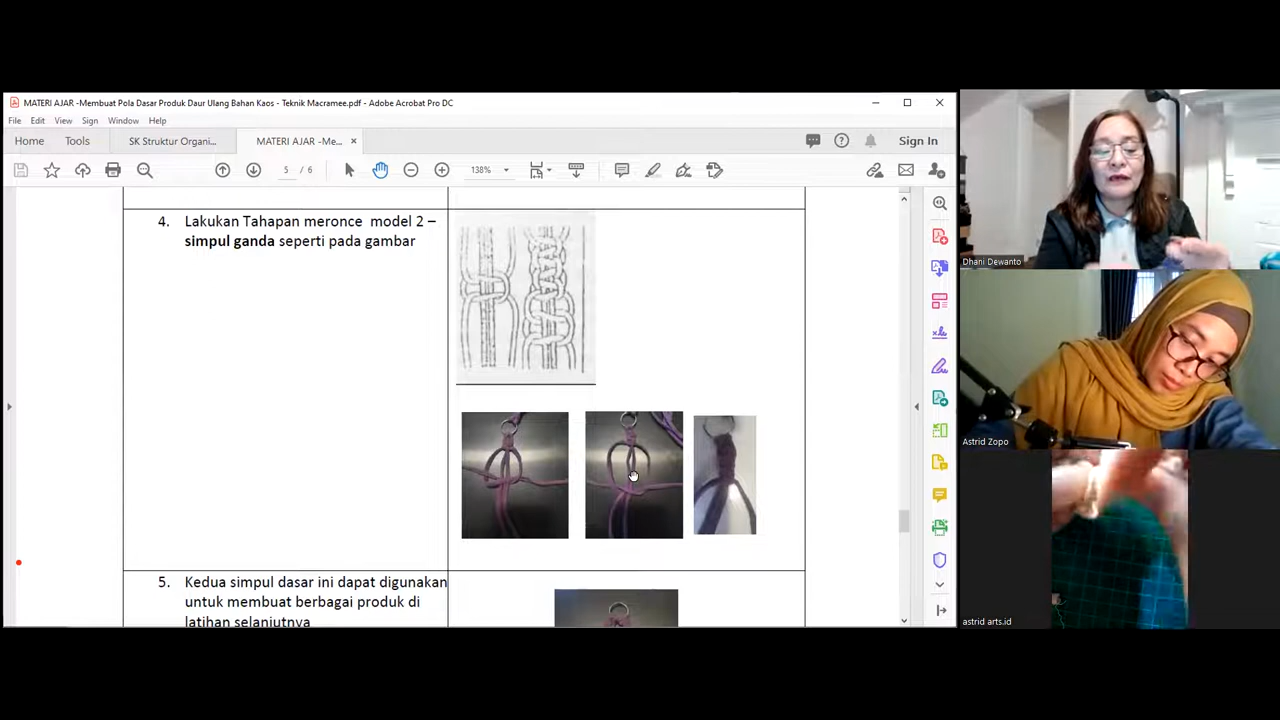 MATERI AJAR -Membuat Pola Dasar Produk Daur Ulang Bahan Kaos - Teknik Macramee.pdf - Adobe Acrobat Pro DC
File Edit View Sign Window Help
Home Tools SK Struktur Organi... MATERI AJAR -Me... × Sign In
5 / 6 138%
4. Lakukan Tahapan meronce model 2 –
simpul ganda seperti pada gambar
5. Kedua simpul dasar ini dapat digunakan
untuk membuat berbagai produk di
latihan selanjutnya
Dhani Dewanto
Astrid Zopo
astrid arts.id